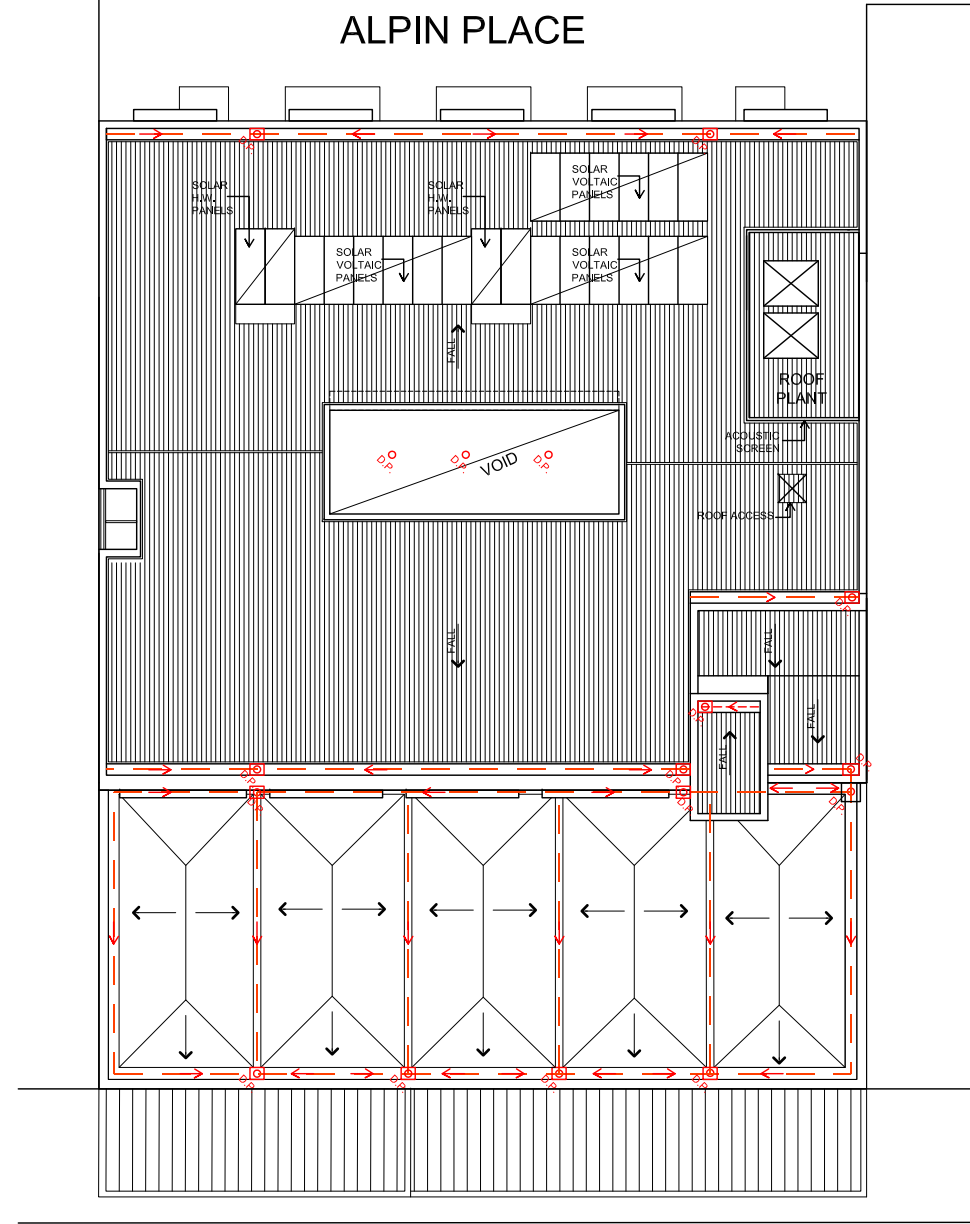 ALPIN PLACE
D.P.
D.P.
SOLAR
H.W.
PANELS
SOLAR
H.W.
PANELS
SOLAR
VOLTAIC
PANELS
SOLAR
VOLTAIC
PANELS
SOLAR
VOLTAIC
PANELS
FALL
ROOF
PLANT
ACOUSTIC
SCREEN
D.P.
D.P.
D.P.
VOID
ROOF ACCESS
D.P.
FALL
FALL
D.P.
FALL
FALL
D.P.
D.P.
D.P.
D.P.
D.P.
D.P.
D.P.
D.P.
D.P.
D.P.